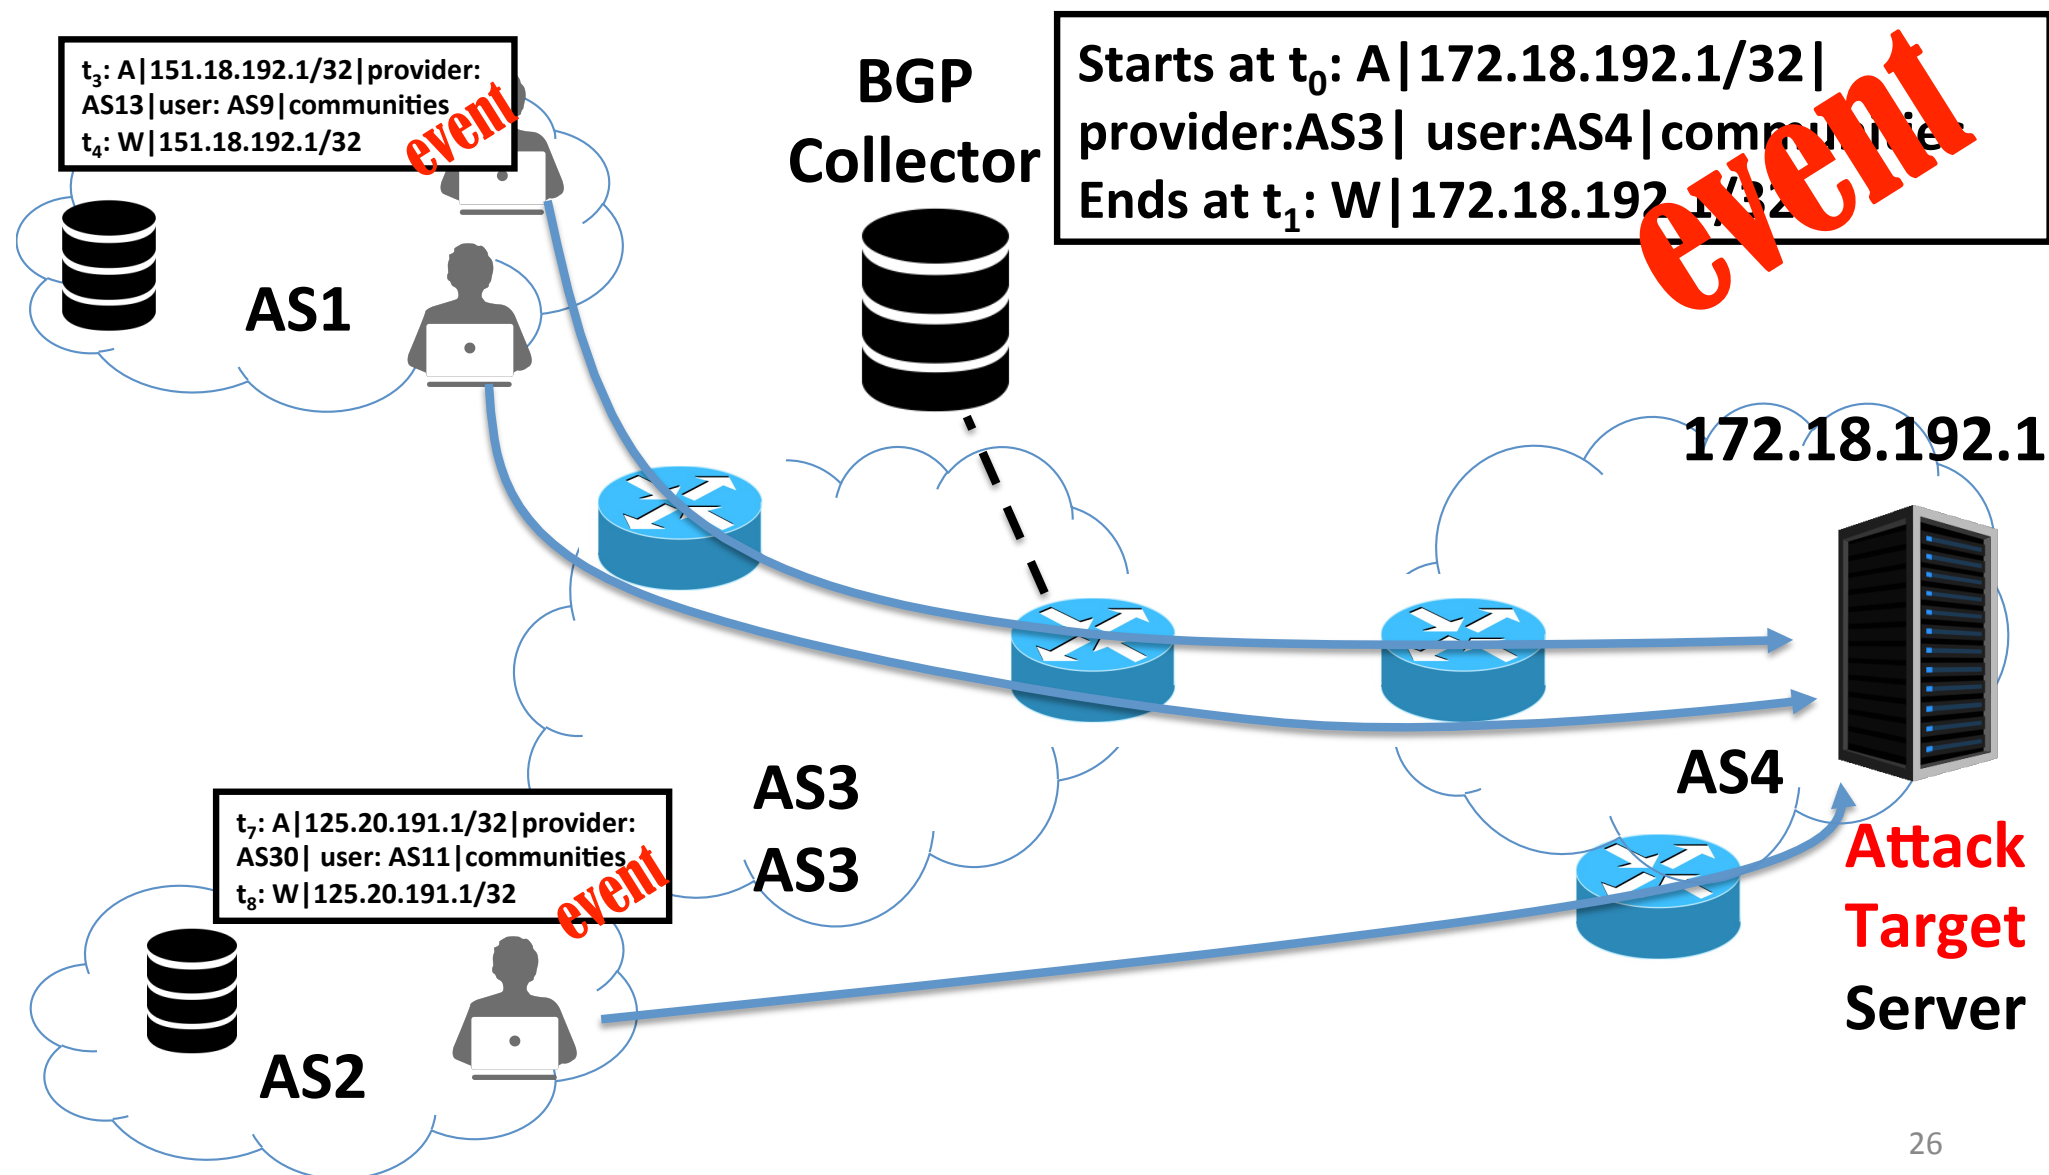 t3: A|151.18.192.1/32|provider:
AS13|user: AS9|communities
t4: W|151.18.192.1/32
event
BGP
Collector
Starts at t0: A|172.18.192.1/32|
provider:AS3| user:AS4|communities
Ends at t1: W|172.18.192.1/32
event
AS1
172.18.192.1
AS3
AS3
AS4
Attack
Target
Server
t7: A|125.20.191.1/32|provider:
AS30| user: AS11|communities
t8: W|125.20.191.1/32
event
AS2
26